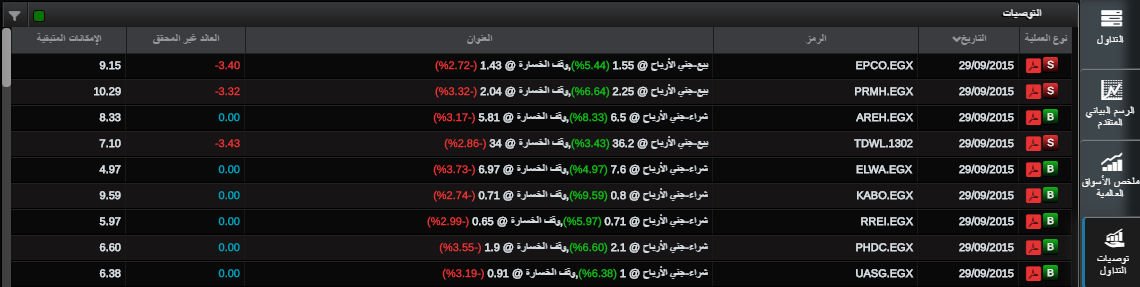 التوصيات
نوع العملية التاريخ الرمز العنوان العائد غير المحقق الإمكانات المتبقية
S 29/09/2015 EPCO.EGX بيع-جني الأرباح @ 1.55 (%5.44),وقف الخسارة @ 1.43 (%2.72-) -3.40 9.15
S 29/09/2015 PRMH.EGX بيع-جني الأرباح @ 2.25 (%6.64),وقف الخسارة @ 2.04 (%3.32-) -3.32 10.29
B 29/09/2015 AREH.EGX شراء-جني الأرباح @ 6.5 (%8.33),وقف الخسارة @ 5.81 (%3.17-) 0.00 8.33
S 29/09/2015 TDWL.1302 بيع-جني الأرباح @ 36.2 (%3.43),وقف الخسارة @ 34 (%2.86-) -3.43 7.10
B 29/09/2015 ELWA.EGX شراء-جني الأرباح @ 7.6 (%4.97),وقف الخسارة @ 6.97 (%3.73-) 0.00 4.97
B 29/09/2015 KABO.EGX شراء-جني الأرباح @ 0.8 (%9.59),وقف الخسارة @ 0.71 (%2.74-) 0.00 9.59
B 29/09/2015 RREI.EGX شراء-جني الأرباح @ 0.71 (%5.97),وقف الخسارة @ 0.65 (%2.99-) 0.00 5.97
B 29/09/2015 PHDC.EGX شراء-جني الأرباح @ 2.1 (%6.60),وقف الخسارة @ 1.9 (%3.55-) 0.00 6.60
B 29/09/2015 UASG.EGX شراء-جني الأرباح @ 1 (%6.38),وقف الخسارة @ 0.91 (%3.19-) 0.00 6.38
التداول
الرسم البياني
المتقدم
ملخص الأسواق
العالمية
توصيات
التداول